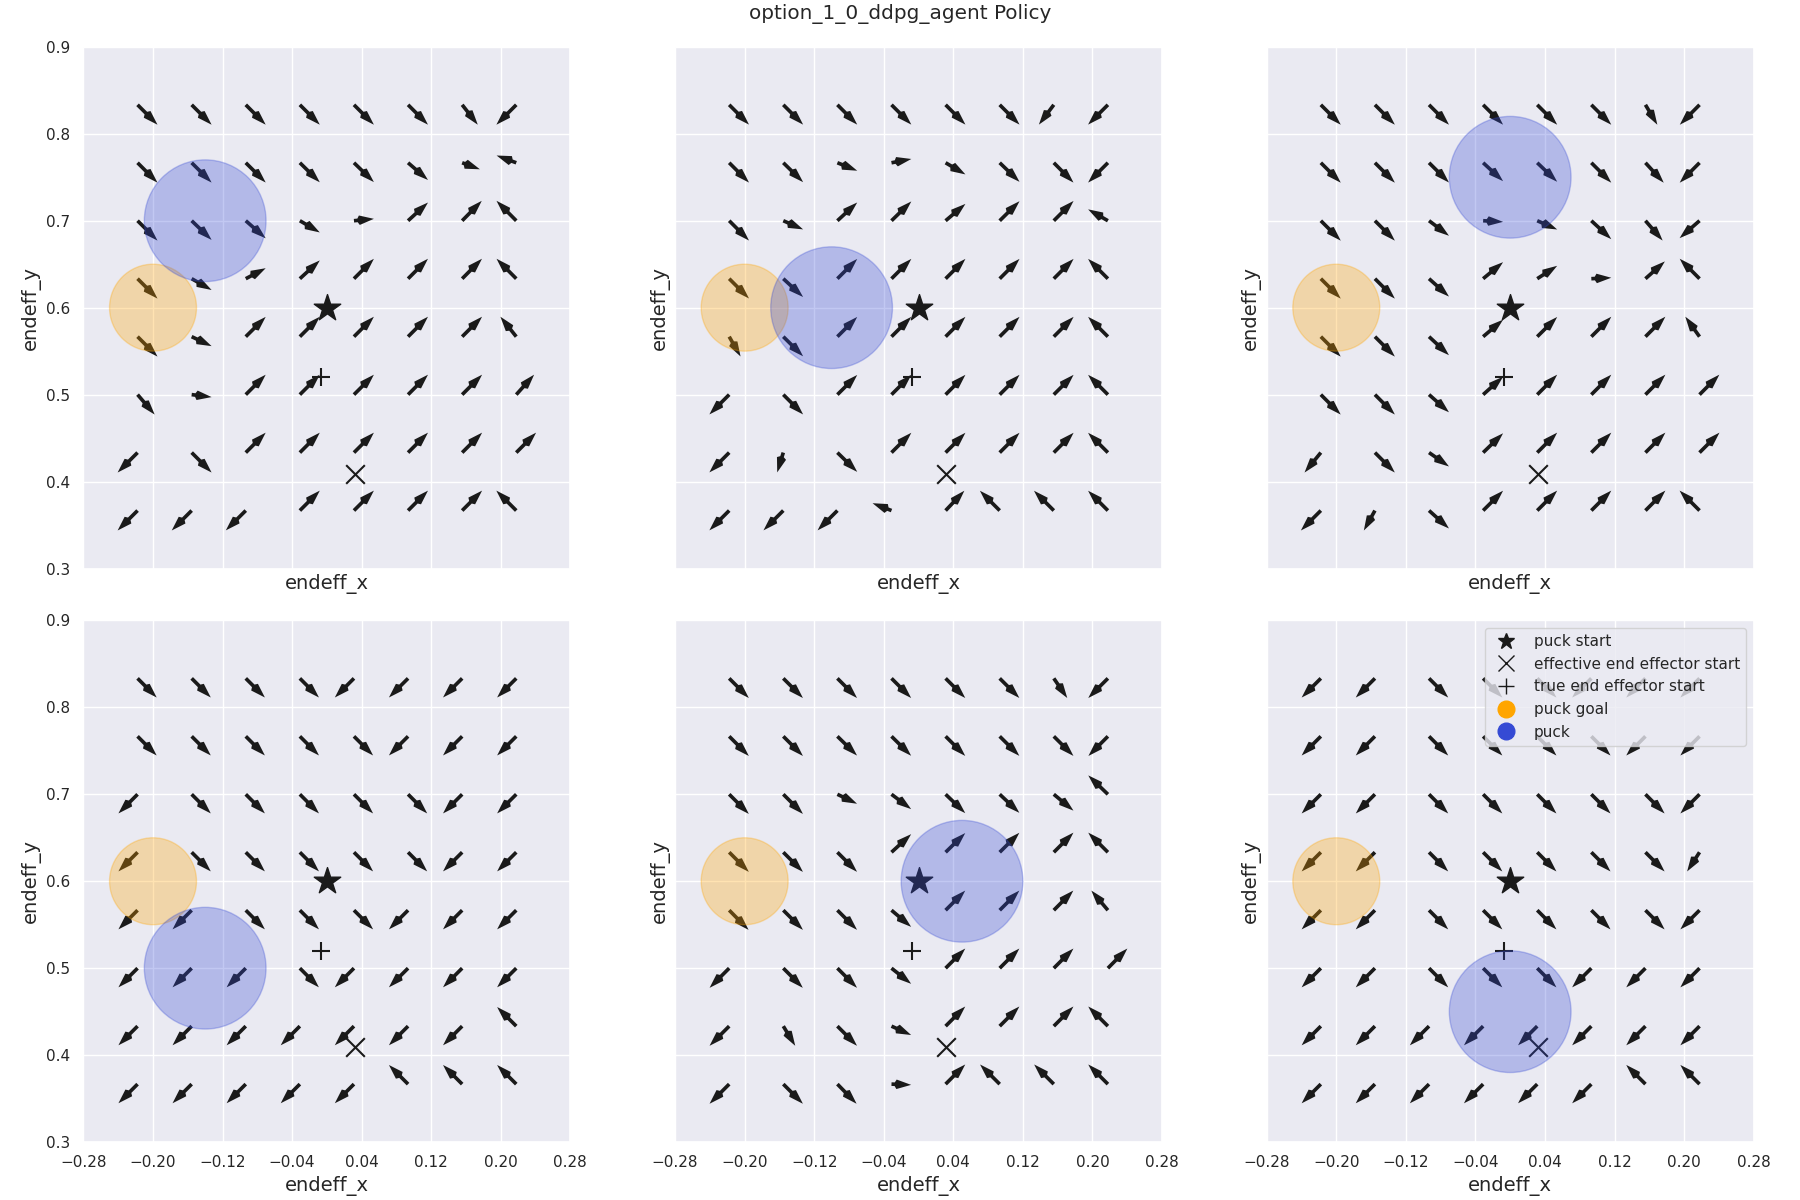 option_1_0_ddpg_agent Policy
0.9
0.8
0.7
0.6
0.5
0.4
0.3
endeff_y
endeff_x
endeff_y
endeff_x
endeff_y
endeff_x
0.9
0.8
0.7
0.6
0.5
0.4
0.3
endeff_y
−0.28 −0.20 −0.12 −0.04 0.04 0.12 0.20 0.28
endeff_x
endeff_y
−0.28 −0.20 −0.12 −0.04 0.04 0.12 0.20 0.28
endeff_x
puck start
effective end effector start
true end effector start
puck goal
puck
endeff_y
−0.28 −0.20 −0.12 −0.04 0.04 0.12 0.20 0.28
endeff_x